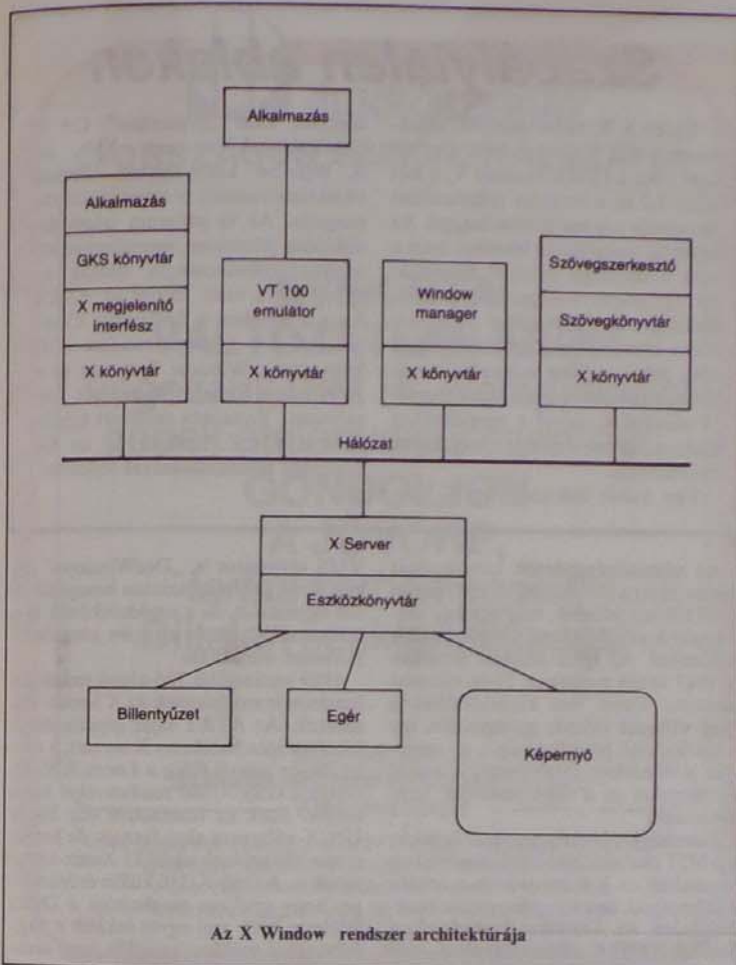 Alkalmazás
Alkalmazás
GKS könyvtár
X megjelenítő
interfész
X könyvtár
VT 100
emulátor
X könyvtár
Window
manager
X könyvtár
Szövegszerkesztő
Szövegkönyvtár
X könyvtár
Hálózat
X Server
Eszközkönyvtár
Billentyűzet
Egér
Képernyő
Az X Window rendszer architektúrája